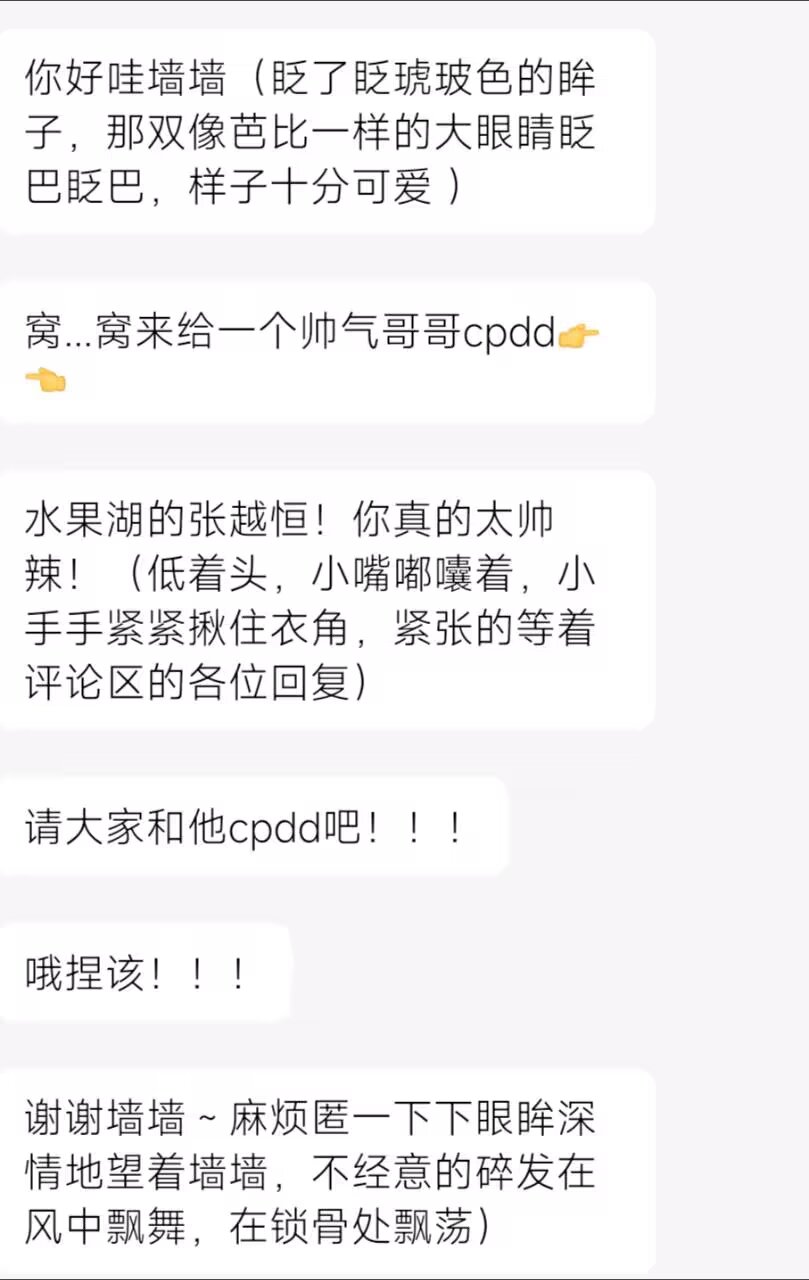 你好哇墙墙（眨了眨琥玻色的眸
子，那双像芭比一样的大眼睛眨
巴眨巴，样子十分可爱 ）
窝...窝来给一个帅气哥哥cpdd👉
👈
水果湖的张越恒！你真的太帅
辣！（低着头，小嘴嘟囔着，小
手手紧紧揪住衣角，紧张的等着
评论区的各位回复）
请大家和他cpdd吧！！！
哦捏该！！！
谢谢墙墙～麻烦匿一下下眼眸深
情地望着墙墙，不经意的碎发在
风中飘舞，在锁骨处飘荡）